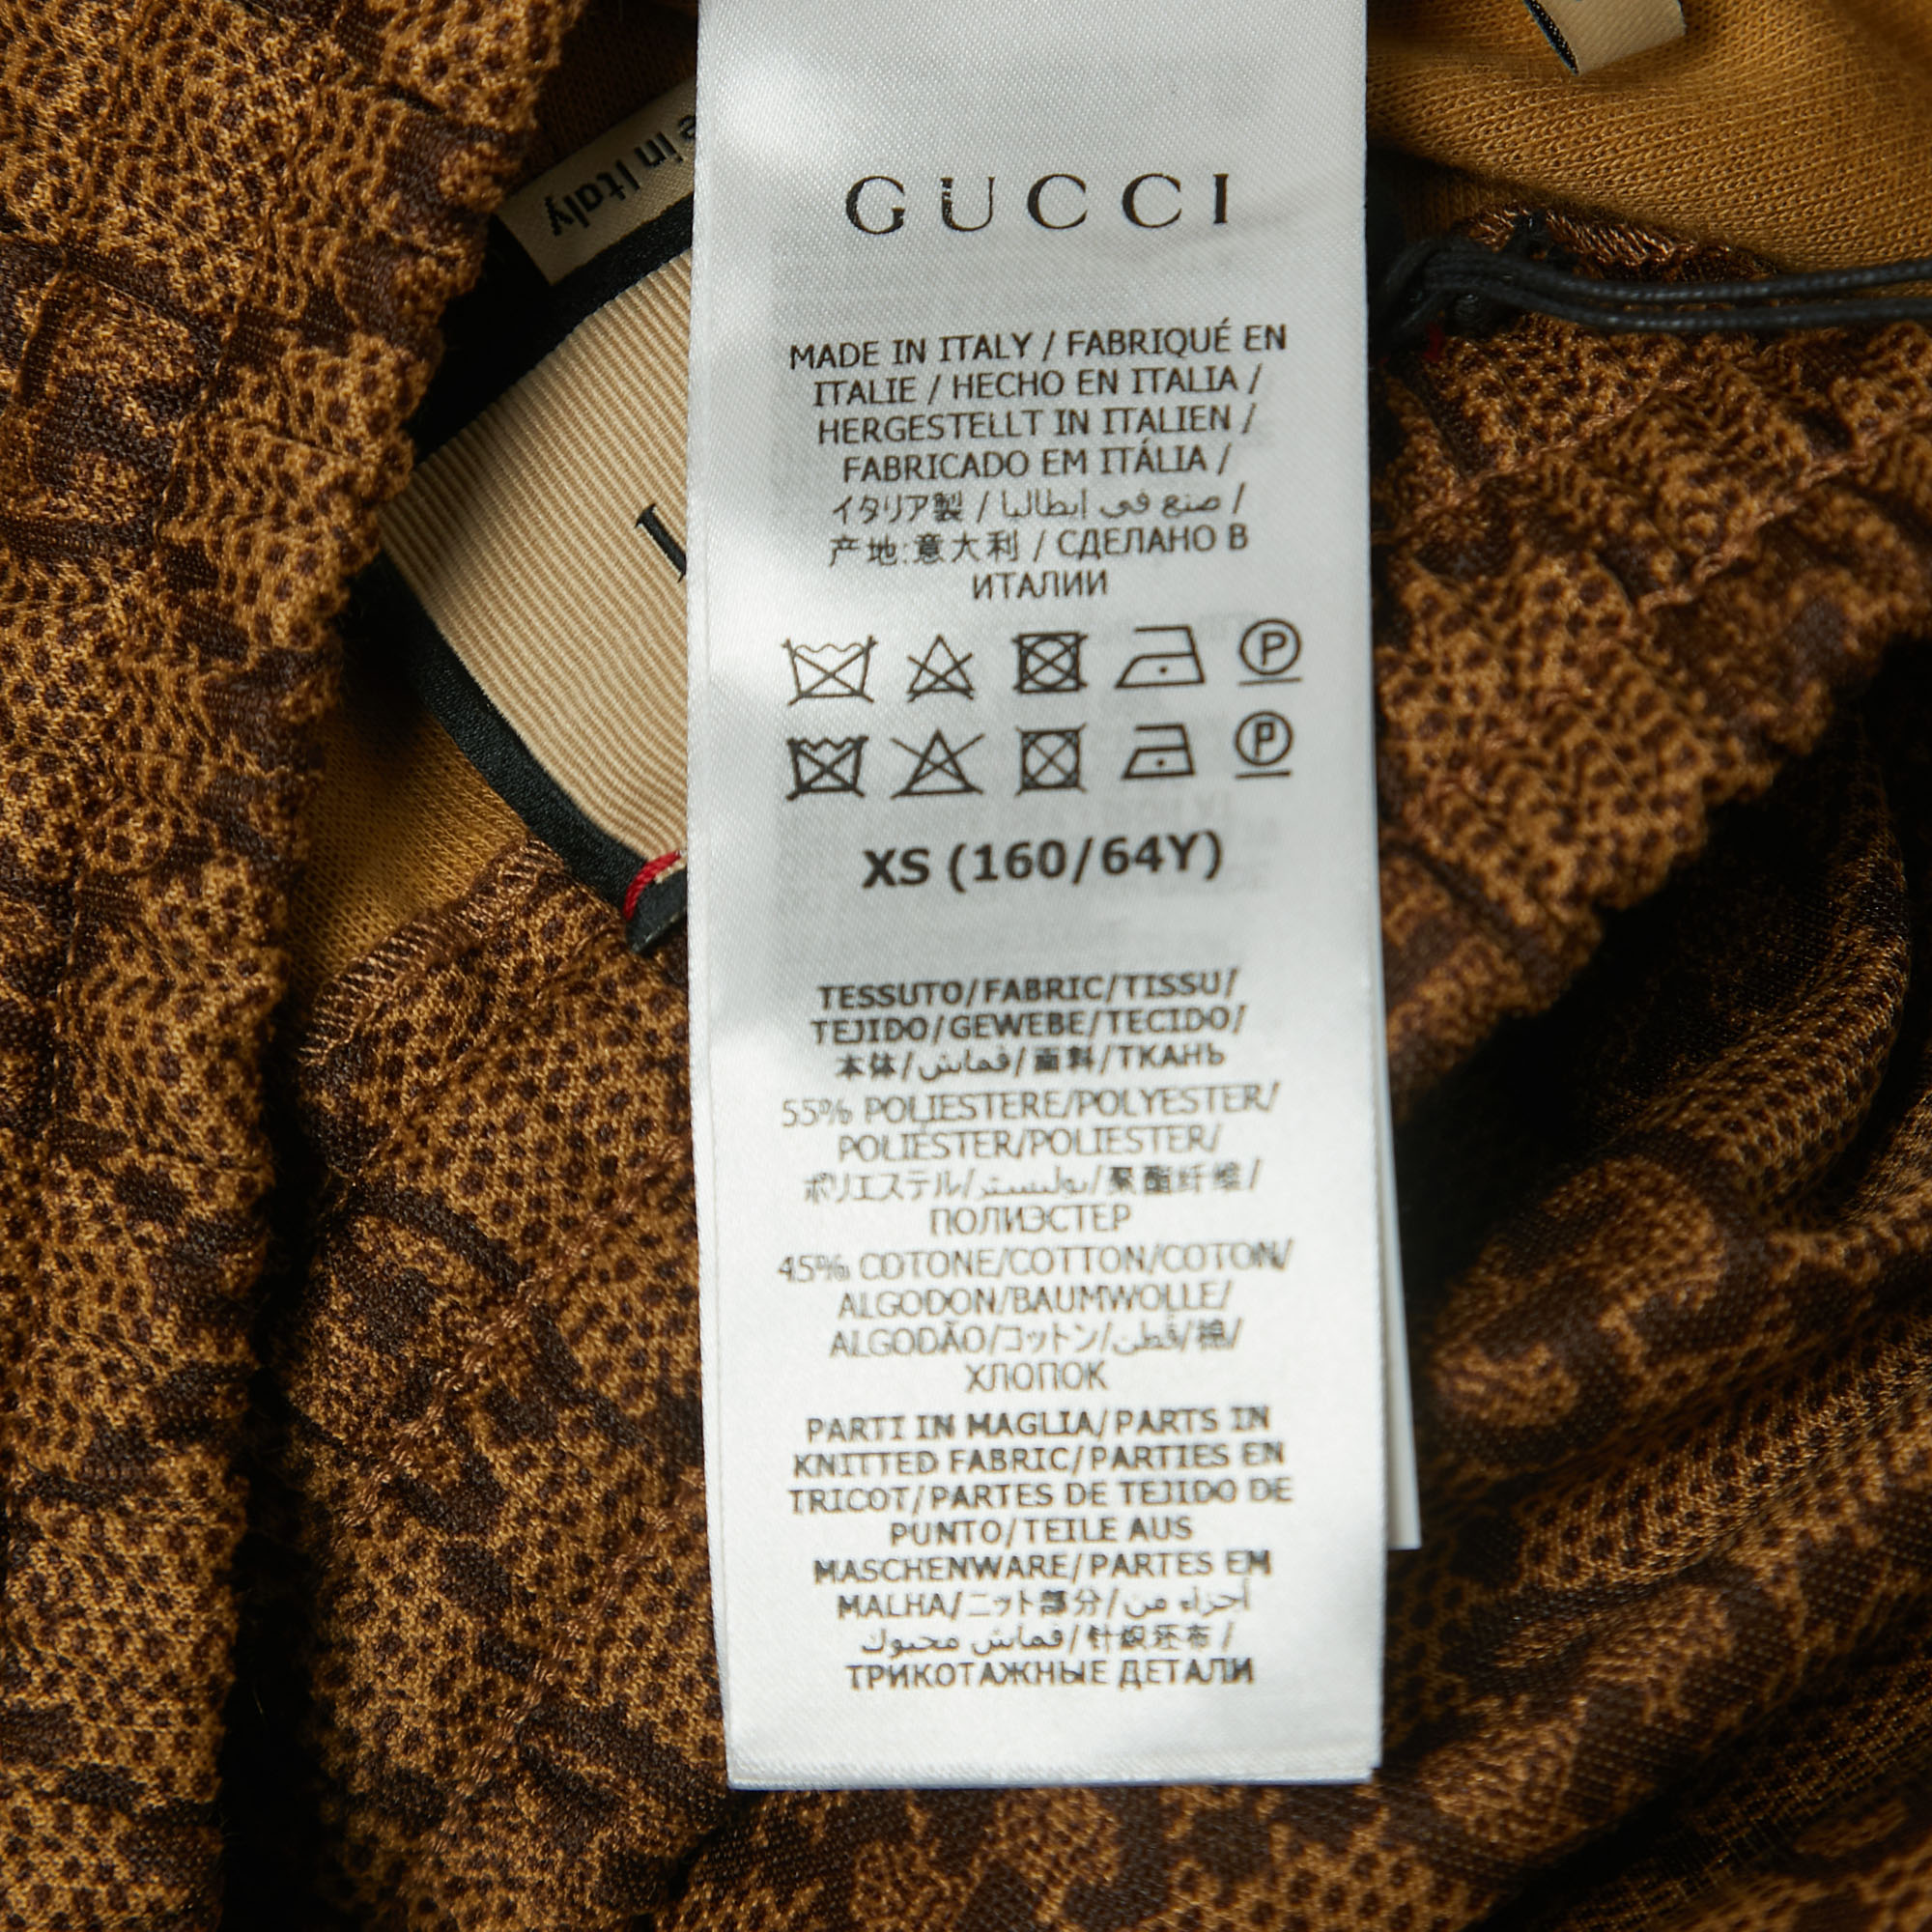 e in Italy
GUCCI
MADE IN ITALY / FABRIQUÉ EN
ITALIE / HECHO EN ITALIA /
HERGESTELLT IN ITALIEN /
FABRICADO EM ITÁLIA /
イタリア製 / صنع في إيطاليا /
产地:意大利 / СДЕЛАНО В
ИТАЛИИ
P
P
XS (160/64Y)
TESSUTO/FABRIC/TISSU/
TEJIDO/GEWEBE/TECIDO/
本体/قماش/面料/ТКАНЬ
55% POLIESTERE/POLYESTER/
POLIÉSTER/POLIESTER/
ポリエステル/بوليستر/聚酯纤维/
ПОЛИЭСТЕР
45% COTONE/COTTON/COTON/
ALGODON/BAUMWOLLE/
ALGODÃO/コットン/قطن/棉/
ХЛОПОК
PARTI IN MAGLIA/PARTS IN
KNITTED FABRIC/PARTIES EN
TRICOT/PARTES DE TEJIDO DE
PUNTO/TEILE AUS
MASCHENWARE/PARTES EM
MALHA/ニット部分/أجزاء من
قماش محبوك/针织坯布/
ТРИКОТАЖНЫЕ ДЕТАЛИ